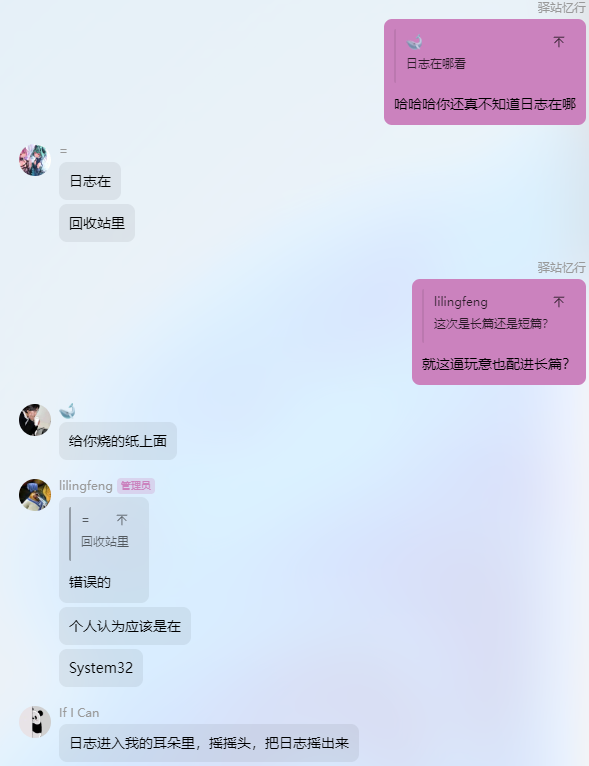 驿站忆行
日志在哪看
哈哈哈你还真不知道日志在哪
=
日志在
回收站里
驿站忆行
lilingfeng
这次是长篇还是短篇?
就这逼玩意也配进长篇?
给你烧的纸上面
lilingfeng 管理员
=
回收站里
错误的
个人认为应该是在
System32
If I Can
日志进入我的耳朵里，摇摇头，把日志摇出来